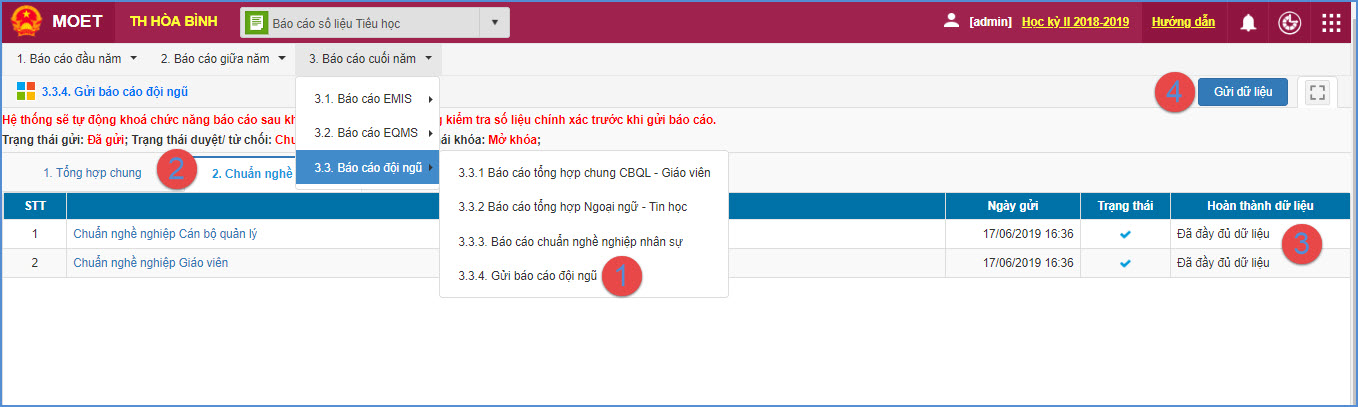 MOET TH HÒA BÌNH Báo cáo số liệu Tiểu học [admin] Học kỳ II 2018-2019 Hướng dẫn
1. Báo cáo đầu năm 2. Báo cáo giữa năm 3. Báo cáo cuối năm
3.3.4. Gửi báo cáo đội ngũ 4 Gửi dữ liệu
3.1. Báo cáo EMIS
Hệ thống sẽ tự động khoá chức năng báo cáo sau kh
3.2. Báo cáo EQMS
kiểm tra số liệu chính xác trước khi gửi báo cáo.
Trạng thái gửi: Đã gửi; Trạng thái duyệt/ từ chối: Chư
khóa: Mở khóa;
3.3. Báo cáo đội ngũ
1. Tổng hợp chung 2 2. Chuẩn nghề
3.3.1 Báo cáo tổng hợp chung CBQL - Giáo viên
3.3.2 Báo cáo tổng hợp Ngoại ngữ - Tin học
3.3.3. Báo cáo chuẩn nghề nghiệp nhân sự
3.3.4. Gửi báo cáo đội ngũ 1
STT Ngày gửi Trạng thái Hoàn thành dữ liệu
1 Chuẩn nghề nghiệp Cán bộ quản lý 17/06/2019 16:36 Đã đầy đủ dữ liệu 3
2 Chuẩn nghề nghiệp Giáo viên 17/06/2019 16:36 Đã đầy đủ dữ liệu